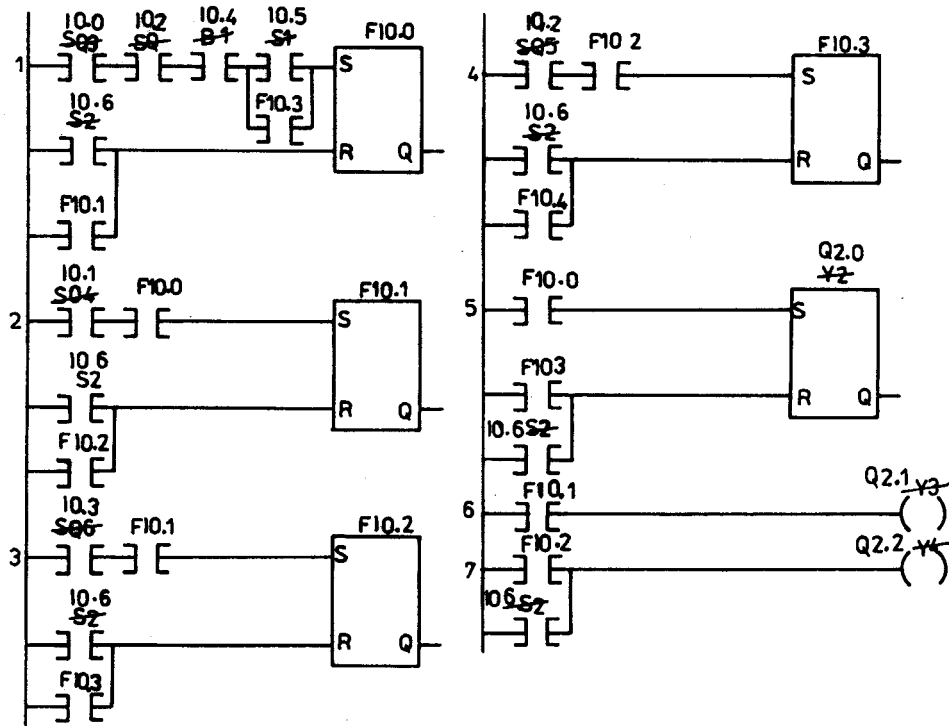 I0.0 I0.2 I0.4 I0.5 F10.0
SQ3 SQ B1 S1
1 S
F10.3
I0.6
S2
R Q
F10.1
I0.1 F10.0 F10.1
SQ4
2 S
I0.6
S2
R Q
F10.2
I0.3 F10.1 F10.2
SQ6
3 S
I0.6
S2
R Q
F10.3
I0.2 F10 2 F10.3
SQ5
4 S
I0.6
S2
R Q
F10.4
Q2.0
F10.0 Y2
5 S
F103
R Q
I0.6 S2
F10.1 Q2.1 Y3
6
F10.2 Q2.2 Y4
7
I06 S2